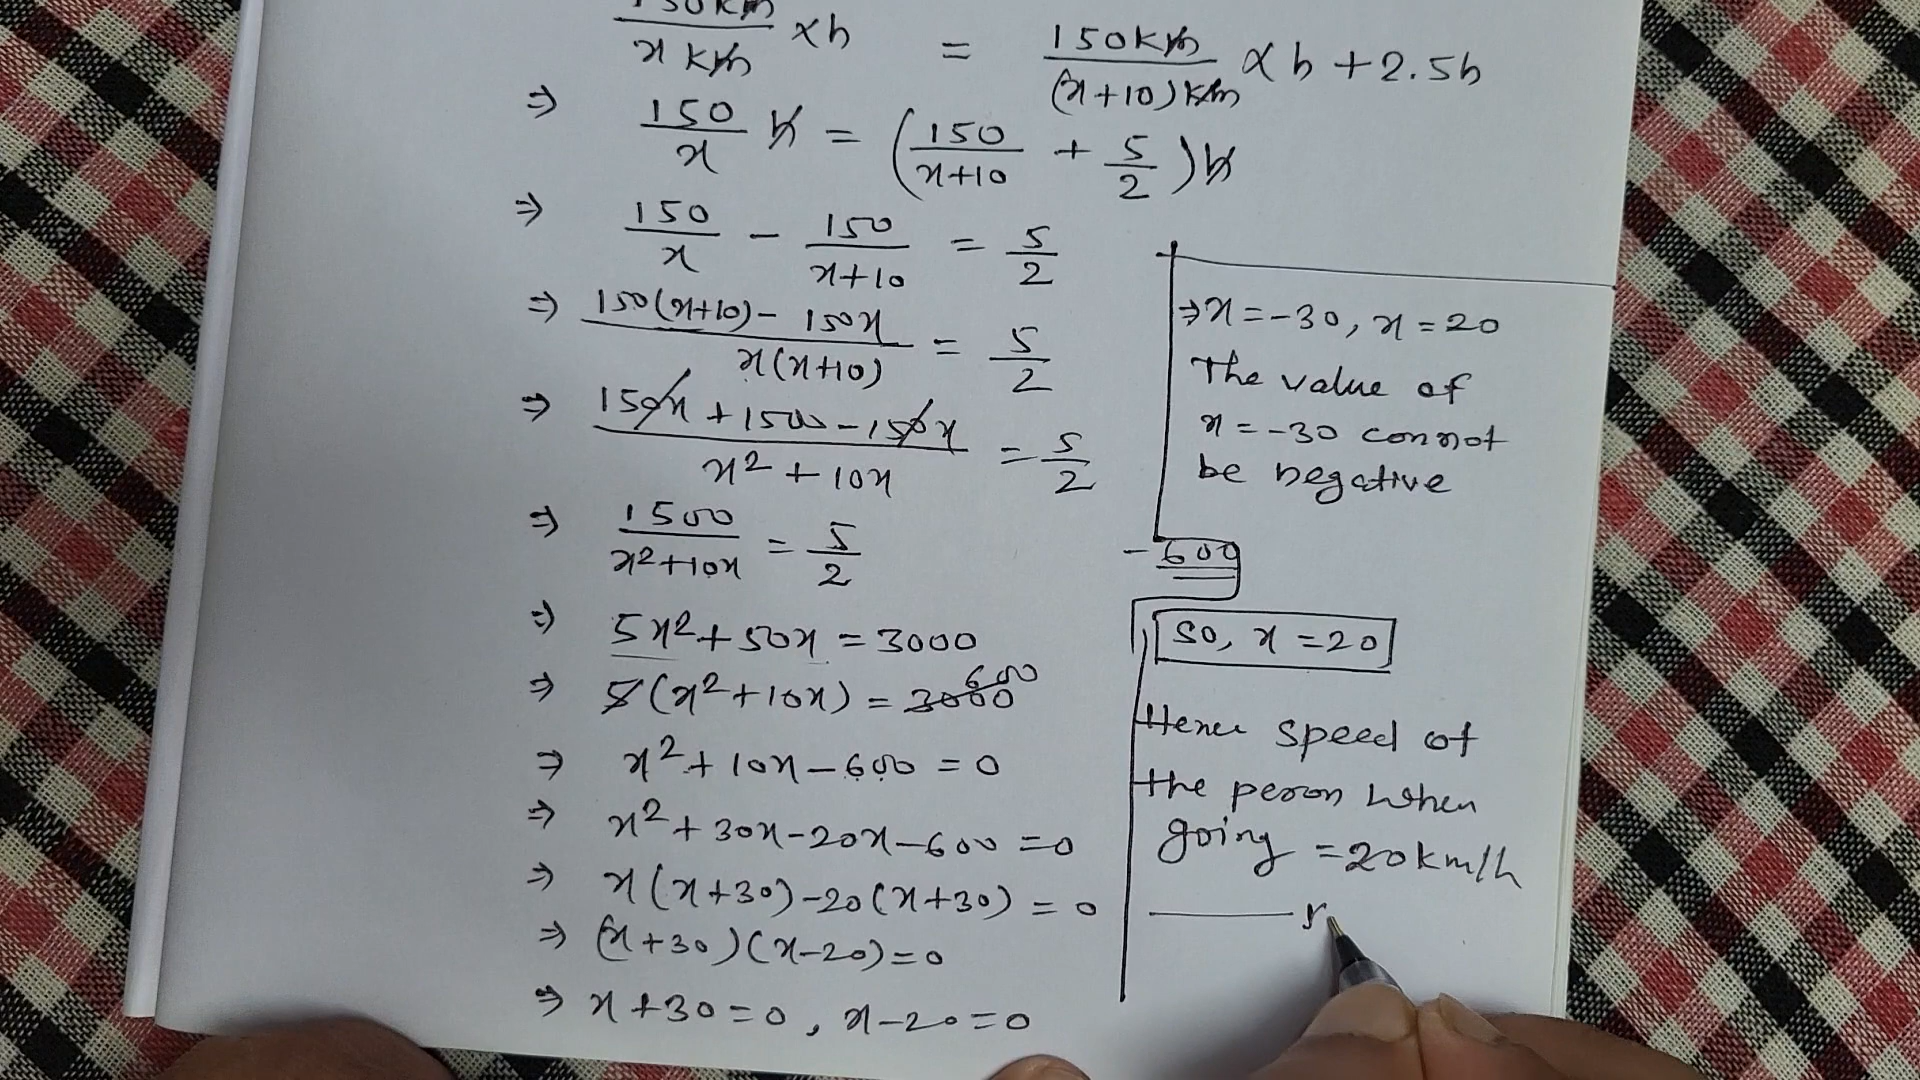 150km/x km × h = 150km/(x+10)km × h + 2.5h
⇒ 150/x h = (150/x+10 + 5/2)h
⇒ 150/x - 150/x+10 = 5/2
⇒ 150(x+10) - 150x/x(x+10) = 5/2
⇒ 150x + 1500 - 150x/x² + 10x = 5/2
⇒ 1500/x²+10x = 5/2
⇒ 5x² + 50x = 3000
⇒ 5(x² + 10x) = 3000 600
⇒ x² + 10x - 600 = 0
⇒ x² + 30x - 20x - 600 = 0
⇒ x(x+30) - 20(x+30) = 0
⇒ (x+30)(x-20) = 0
⇒ x + 30 = 0, x - 20 = 0
⇒ x = -30, x = 20
The value of
x = -30 connot
be negative
-600
So, x = 20
Hence speed of
the person when
going = 20km/h